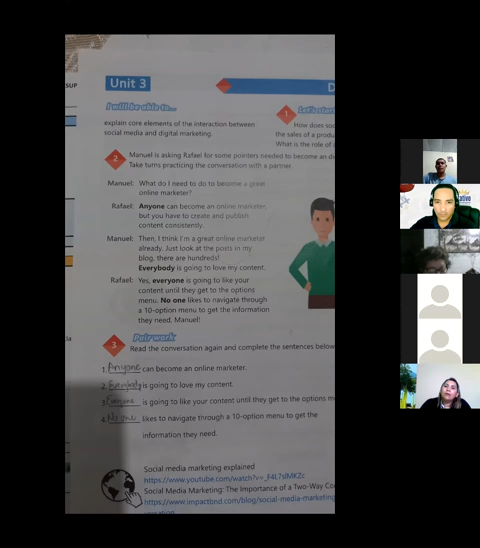 SUP
Unit 3
D
I will be able to...
explain core elements of the interaction between
social media and digital marketing.
1 Let's star
How does soc
the sales of a produ
What is the role of
2 Manuel is asking Rafael for some pointers needed to become an di
Take turns practicing the conversation with a partner.
Manuel: What do I need to do to become a great
online marketer?
Rafael: Anyone can become an online marketer,
but you have to create and publish
content consistently.
Manuel: Then, I think I'm a great online marketer
already. Just look at the posts in my
blog, there are hundreds!
Everybody is going to love my content.
Rafael: Yes, everyone is going to like your
content until they get to the options
menu. No one likes to navigate through
a 10-option menu to get the information
they need, Manuel!
3 Pair work
Read the conversation again and complete the sentences below
1. Anyone can become an online marketer.
2. Everybody is going to love my content.
3. Everyone is going to like your content until they get to the options m
4. No one likes to navigate through a 10-option menu to get the
information they need.
Social media marketing explained
https://www.youtube.com/watch?v=
Social Media Marketing: The Importance of a Two-Way Co
https://www.impactbnd.com/blog/social-media-marketing